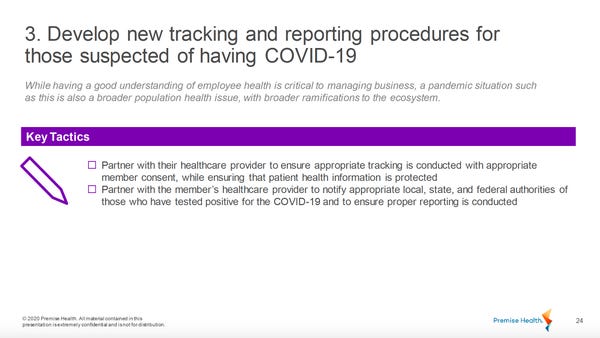 3. Develop new tracking and reporting procedures for
those suspected of having COVID-19
While having a good understanding of employee health is critical to managing business, a pandemic situation such
as this is also a broader population health issue, with broader ramifications to the ecosystem.
Key Tactics
Partner with their healthcare provider to ensure appropriate tracking is conducted with appropriate
member consent, while ensuring that patient health information is protected
Partner with the member’s healthcare provider to notify appropriate local, state, and federal authorities of
those who have tested positive for the COVID-19 and to ensure proper reporting is conducted
© 2020 Premise Health. All material contained in this
presentation is extremely confidential and is not for distribution.
Premise Health
24